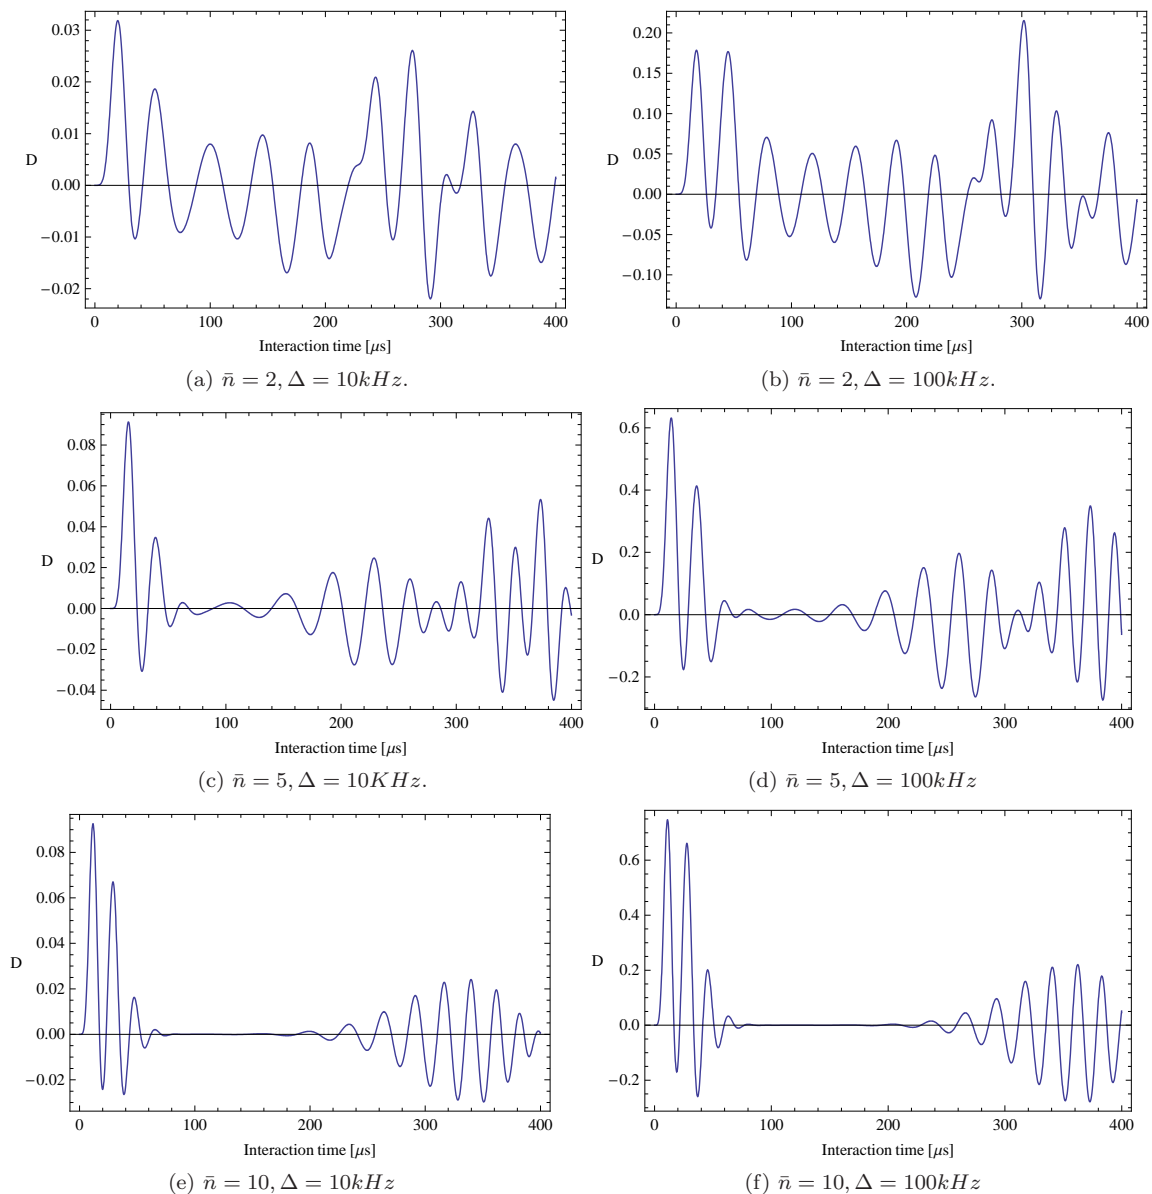 0.03
0.02
0.01
D
0.00
−0.01
−0.02
0 100 200 300 400
Interaction time [μs]
(a) n̄ = 2, Δ = 10kHz.
0.20
0.15
0.10
0.05
D
0.00
−0.05
−0.10
0 100 200 300 400
Interaction time [μs]
(b) n̄ = 2, Δ = 100kHz.
0.08
0.06
0.04
0.02
D
0.00
−0.02
−0.04
0 100 200 300 400
Interaction time [μs]
(c) n̄ = 5, Δ = 10KHz.
0.6
0.4
0.2
D
0.0
−0.2
0 100 200 300 400
Interaction time [μs]
(d) n̄ = 5, Δ = 100kHz
0.08
0.06
0.04
D
0.02
0.00
−0.02
0 100 200 300 400
Interaction time [μs]
(e) n̄ = 10, Δ = 10kHz
0.6
0.4
D
0.2
0.0
−0.2
0 100 200 300 400
Interaction time [μs]
(f) n̄ = 10, Δ = 100kHz